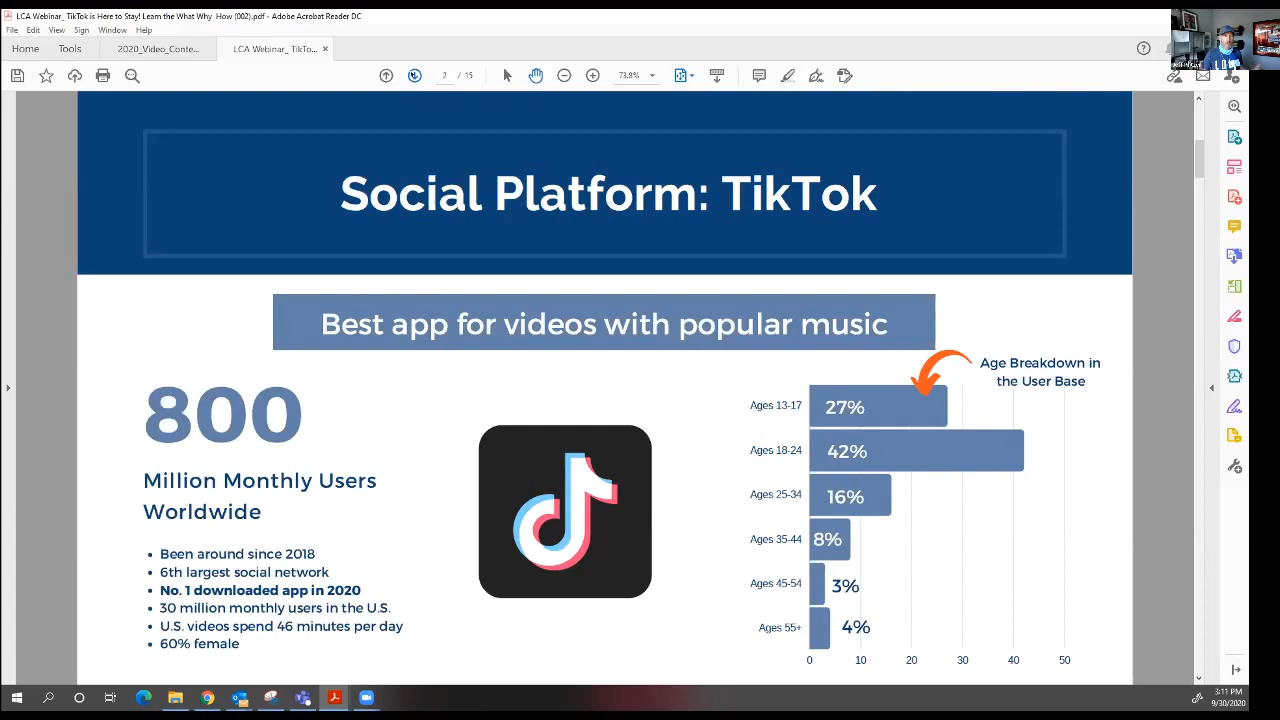 LCA Webinar_ TikTok is Here to Stay! Learn the What Why  How (002).pdf - Adobe Acrobat Reader DC
File Edit View Sign Window Help
Home Tools 2020_Video_Conte... LCA Webinar_ TikTo... ×
2 / 15 73.8%
Social Platform: TikTok
Best app for videos with popular music
800
Million Monthly Users
Worldwide
• Been around since 2018
• 6th largest social network
• No. 1 downloaded app in 2020
• 30 million monthly users in the U.S.
• U.S. videos spend 46 minutes per day
• 60% female
Age Breakdown in
the User Base
Ages 13-17 27%
Ages 18-24 42%
Ages 25-34 16%
Ages 35-44 8%
Ages 45-54 3%
Ages 55+ 4%
0 10 20 30 40 50
3:11 PM
9/30/2020